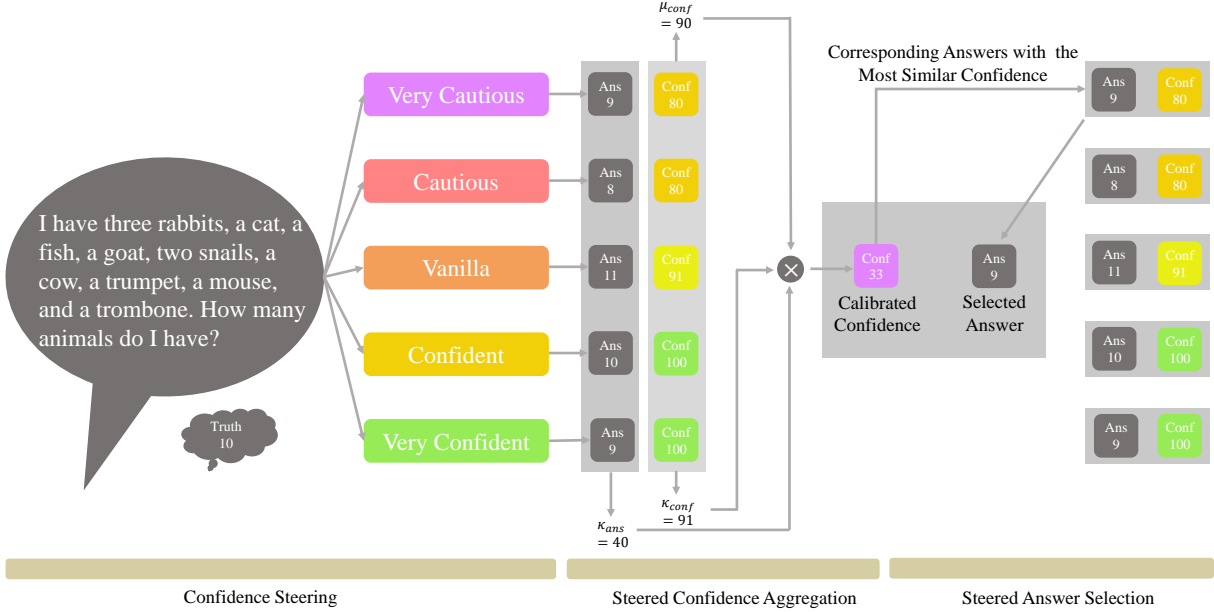 I have three rabbits, a cat, a
fish, a goat, two snails, a
cow, a trumpet, a mouse,
and a trombone. How many
animals do I have?
Truth
10
Very Cautious
Cautious
Vanilla
Confident
Very Confident
Ans
9
Ans
8
Ans
11
Ans
10
Ans
9
κ_ans
= 40
μ_conf
= 90
Conf
80
Conf
80
Conf
91
Conf
100
Conf
100
κ_conf
= 91
×
Conf
33
Calibrated
Confidence
Ans
9
Selected
Answer
Corresponding Answers with the
Most Similar Confidence
Ans
9
Conf
80
Ans
8
Conf
80
Ans
11
Conf
91
Ans
10
Conf
100
Ans
9
Conf
100
Confidence Steering
Steered Confidence Aggregation
Steered Answer Selection